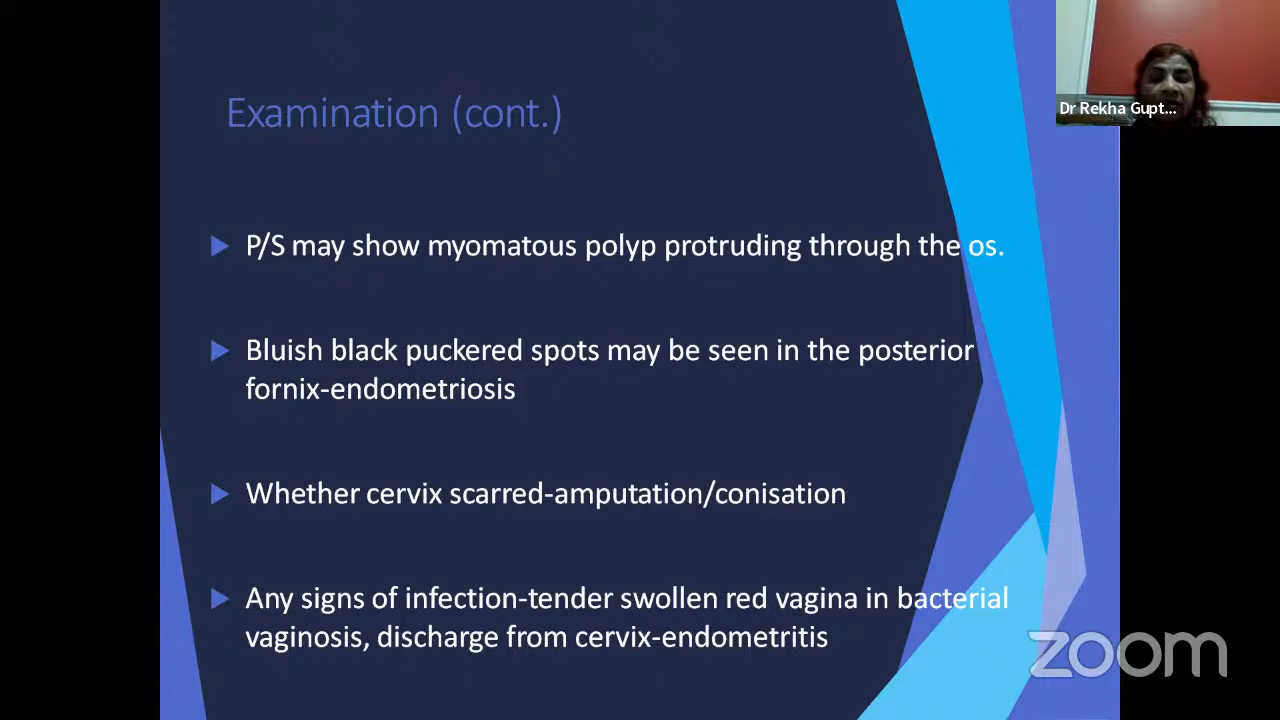 Examination (cont.)
P/S may show myomatous polyp protruding through the os.
Bluish black puckered spots may be seen in the posterior
fornix-endometriosis
Whether cervix scarred-amputation/conisation
Any signs of infection-tender swollen red vagina in bacterial
vaginosis, discharge from cervix-endometritis
Dr Rekha Gupt...
zoom